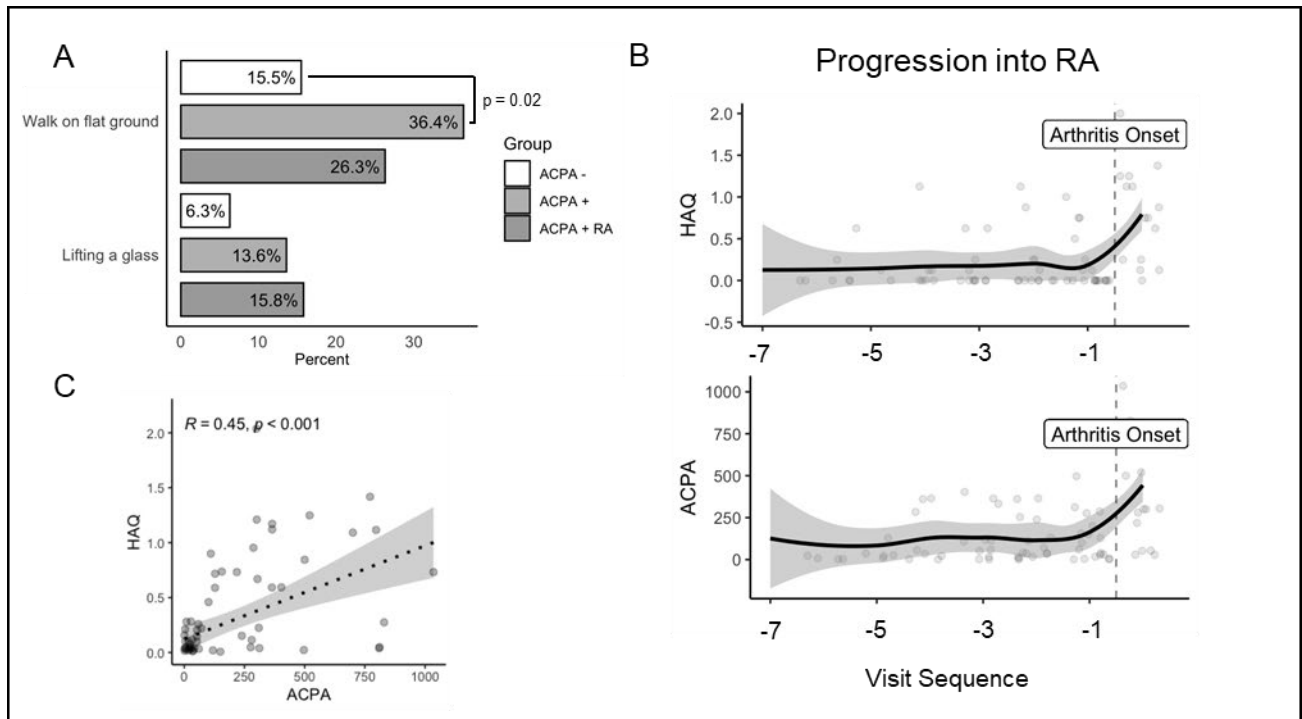 A
15.5%
Walk on flat ground
36.4%
26.3%
6.3%
Lifting a glass
13.6%
15.8%
p = 0.02
Group
ACPA -
ACPA +
ACPA + RA
0
10
20
30
Percent
B
Progression into RA
Arthritis Onset
HAQ
2.0
1.5
1.0
0.5
0.0
-0.5
-7
-5
-3
-1
Arthritis Onset
ACPA
1000
750
500
250
0
-7
-5
-3
-1
Visit Sequence
C
R = 0.45, p < 0.001
HAQ
2.0
1.5
1.0
0.5
0.0
0
250
500
750
1000
ACPA